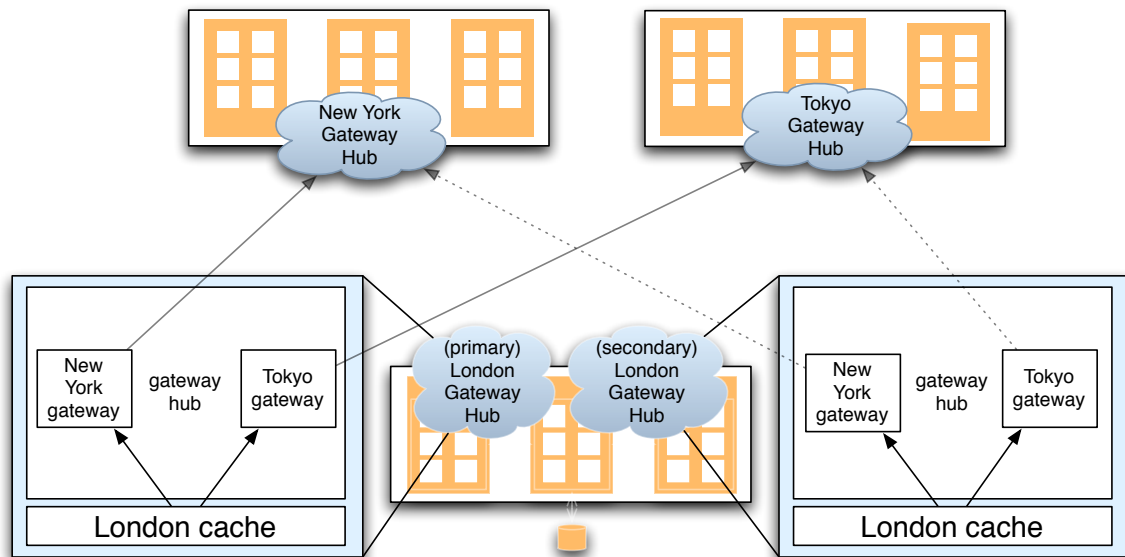 New York
Gateway
Hub
Tokyo
Gateway
Hub
(primary)
London
Gateway
Hub
(secondary)
London
Gateway
Hub
New
York
gateway
gateway
hub
Tokyo
gateway
London cache
New
York
gateway
gateway
hub
Tokyo
gateway
London cache